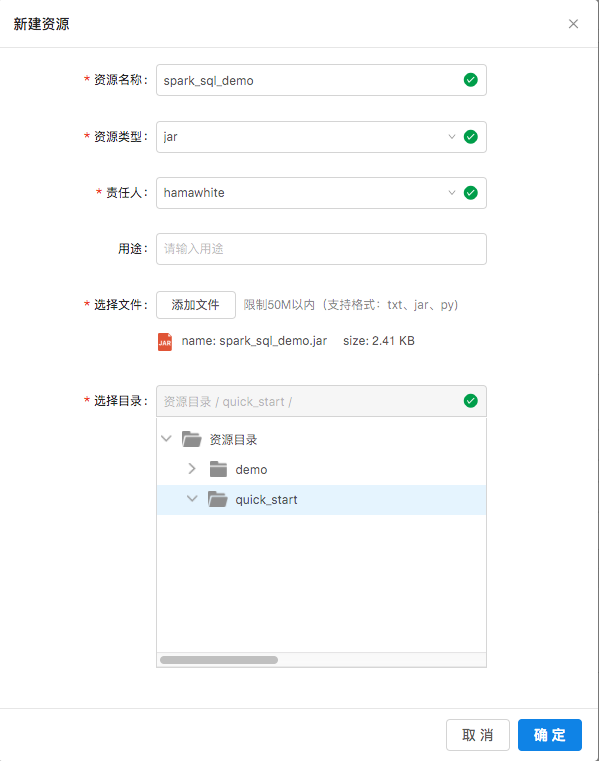 新建资源
* 资源名称: spark_sql_demo
* 资源类型: jar
* 责任人: hamawhite
用途: 请输入用途
* 选择文件: 添加文件 限制50M以内（支持格式：txt、jar、py）
JAR name: spark_sql_demo.jar size: 2.41 KB
* 选择目录: 资源目录 / quick_start /
资源目录
demo
quick_start
取 消 确 定